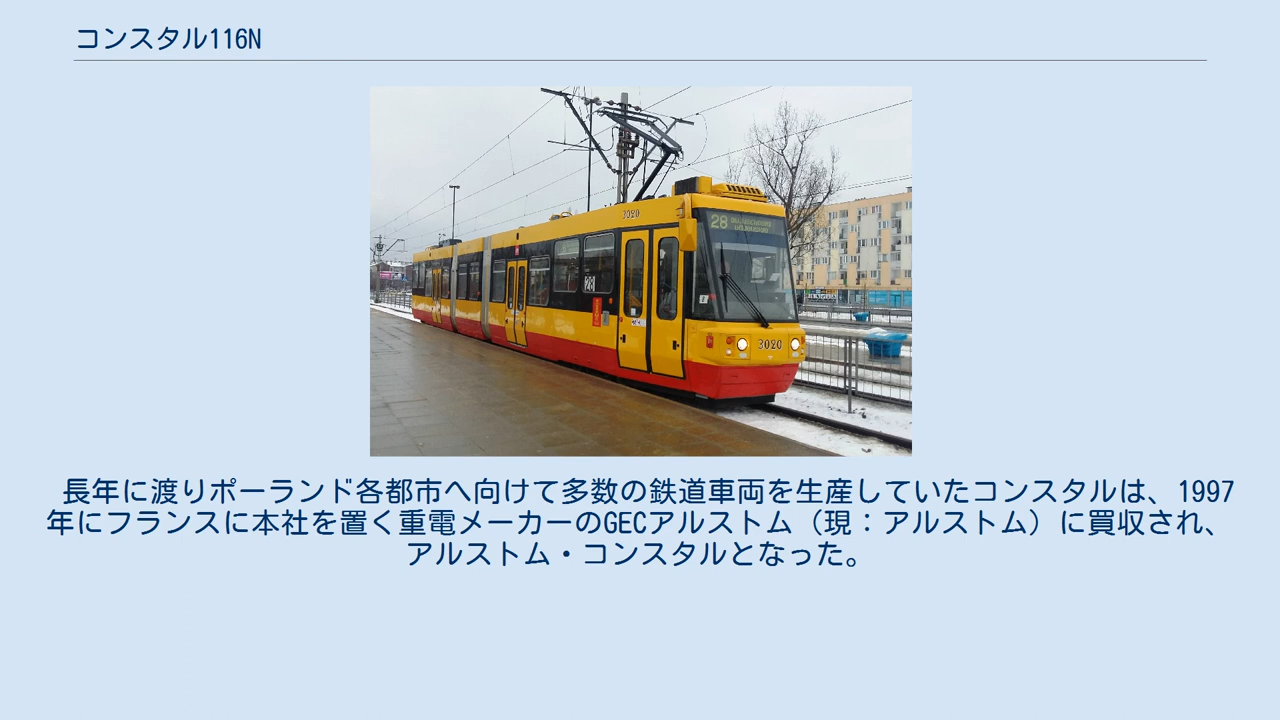 コンスタル116N
3020
28
3020
長年に渡りポーランド各都市へ向けて多数の鉄道車両を生産していたコンスタルは、1997
年にフランスに本社を置く重電メーカーのGECアルストム（現：アルストム）に買収され、
アルストム・コンスタルとなった。